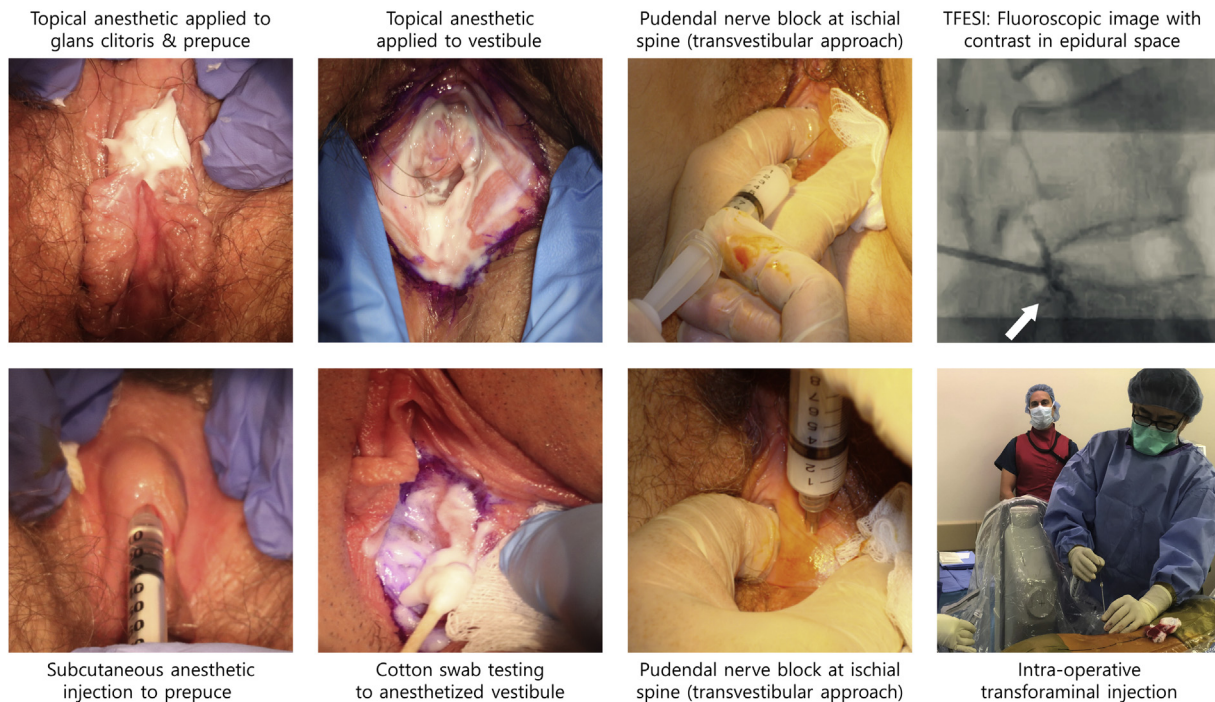 Topical anesthetic applied to
glans clitoris & prepuce
Topical anesthetic
applied to vestibule
Pudendal nerve block at ischial
spine (transvestibular approach)
TFESI: Fluoroscopic image with
contrast in epidural space
Subcutaneous anesthetic
injection to prepuce
Cotton swab testing
to anesthetized vestibule
Pudendal nerve block at ischial
spine (transvestibular approach)
Intra-operative
transforaminal injection